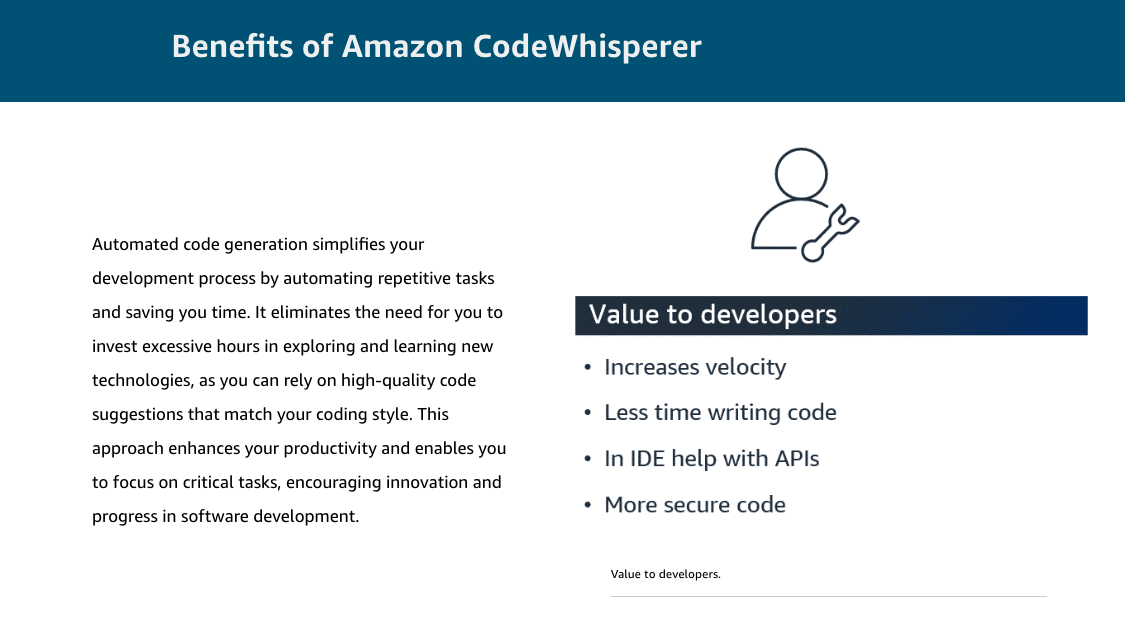 Benefits of Amazon CodeWhisperer
Automated code generation simplifies your
development process by automating repetitive tasks
and saving you time. It eliminates the need for you to
invest excessive hours in exploring and learning new
technologies, as you can rely on high-quality code
suggestions that match your coding style. This
approach enhances your productivity and enables you
to focus on critical tasks, encouraging innovation and
progress in software development.
Value to developers
• Increases velocity
• Less time writing code
• In IDE help with APIs
• More secure code
Value to developers.